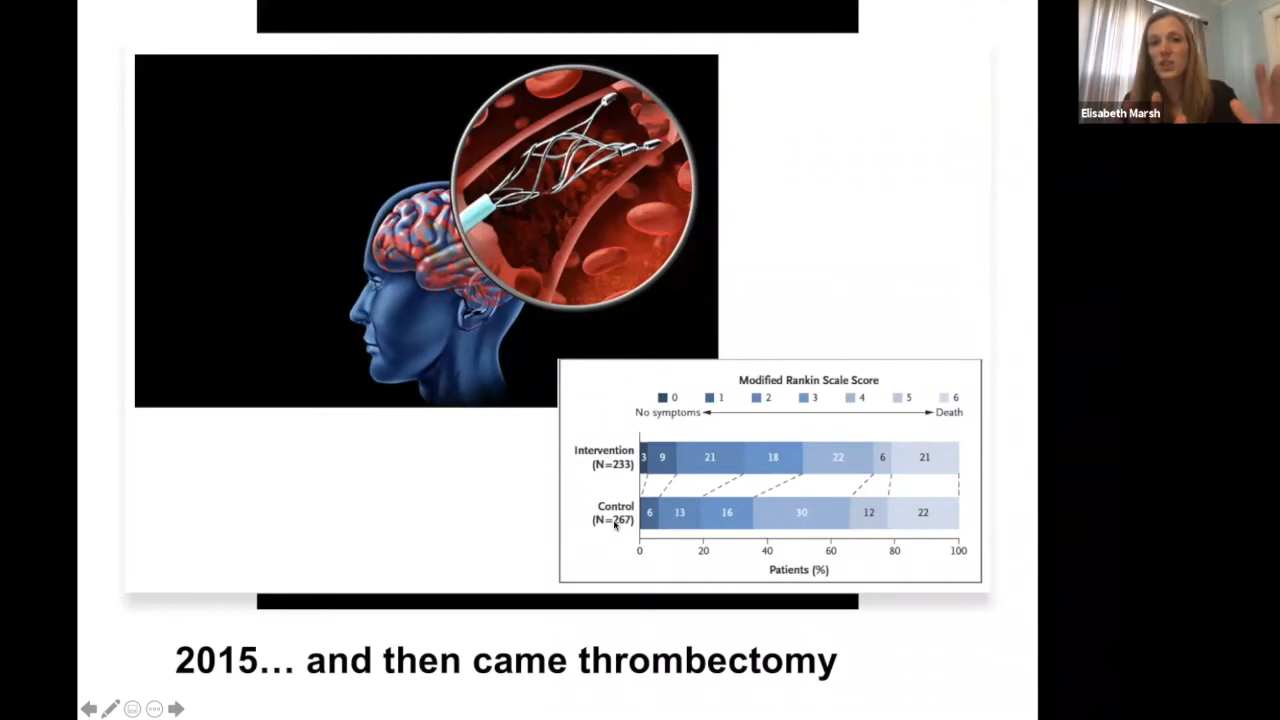 Elisabeth Marsh
Modified Rankin Scale Score
0 1 2 3 4 5 6
No symptoms Death
Intervention
(N=233)
3 9 21 18 22 6 21
Control
(N=267)
6 13 16 30 12 22
0 20 40 60 80 100
Patients (%)
2015… and then came thrombectomy